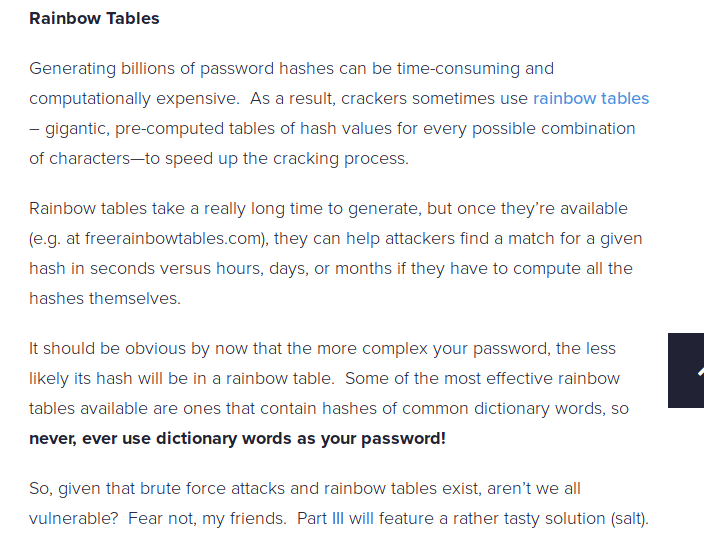 Rainbow Tables
Generating billions of password hashes can be time-consuming and
computationally expensive.  As a result, crackers sometimes use rainbow tables
– gigantic, pre-computed tables of hash values for every possible combination
of characters—to speed up the cracking process.
Rainbow tables take a really long time to generate, but once they’re available
(e.g. at freerainbowtables.com), they can help attackers find a match for a given
hash in seconds versus hours, days, or months if they have to compute all the
hashes themselves.
It should be obvious by now that the more complex your password, the less
likely its hash will be in a rainbow table.  Some of the most effective rainbow
tables available are ones that contain hashes of common dictionary words, so
never, ever use dictionary words as your password!
So, given that brute force attacks and rainbow tables exist, aren’t we all
vulnerable?  Fear not, my friends.  Part III will feature a rather tasty solution (salt).